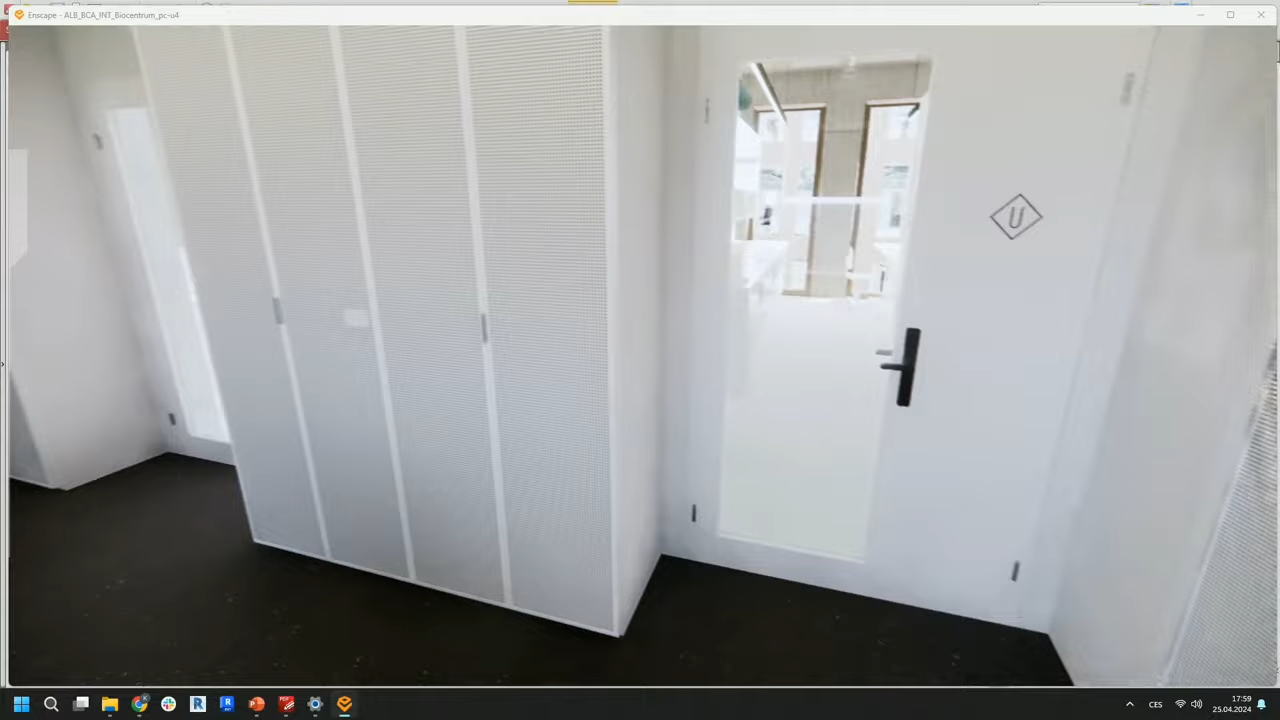 Enscape - ALB_BCA_INT_Biocentrum_pc-u4
U
CES
17:59
25.04.2024